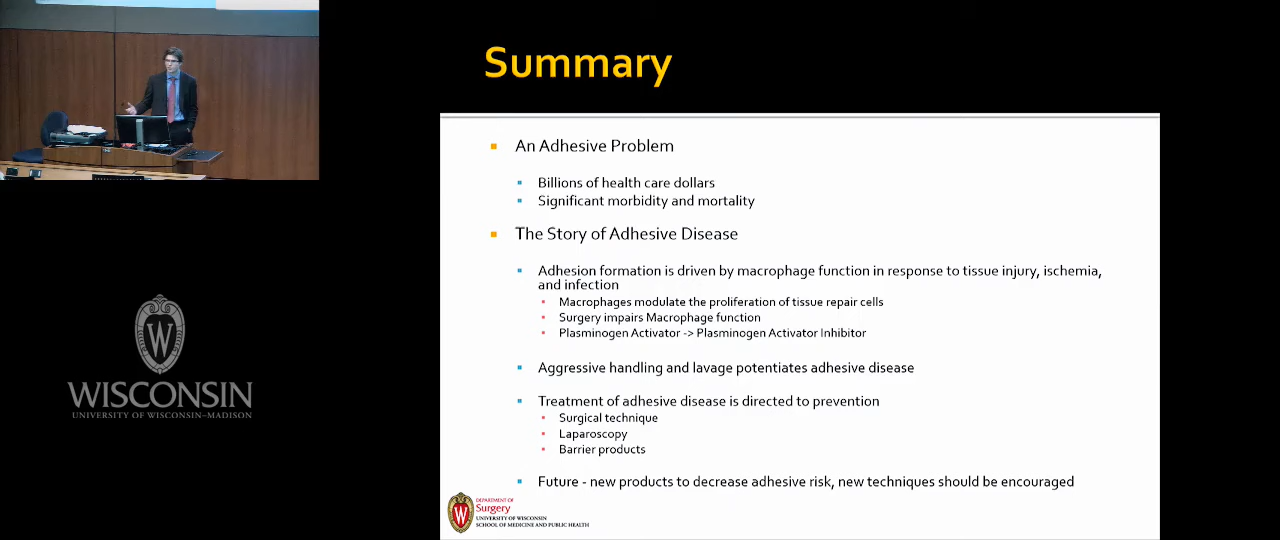 Summary
An Adhesive Problem
Billions of health care dollars
Significant morbidity and mortality
The Story of Adhesive Disease
Adhesion formation is driven by macrophage function in response to tissue injury, ischemia,
and infection
Macrophages modulate the proliferation of tissue repair cells
Surgery impairs Macrophage function
Plasminogen Activator -> Plasminogen Activator Inhibitor
Aggressive handling and lavage potentiates adhesive disease
Treatment of adhesive disease is directed to prevention
Surgical technique
Laparoscopy
Barrier products
Future - new products to decrease adhesive risk, new techniques should be encouraged
W
DEPARTMENT OF
Surgery
UNIVERSITY OF WISCONSIN
SCHOOL OF MEDICINE AND PUBLIC HEALTH
W
WISCONSIN
UNIVERSITY OF WISCONSIN–MADISON